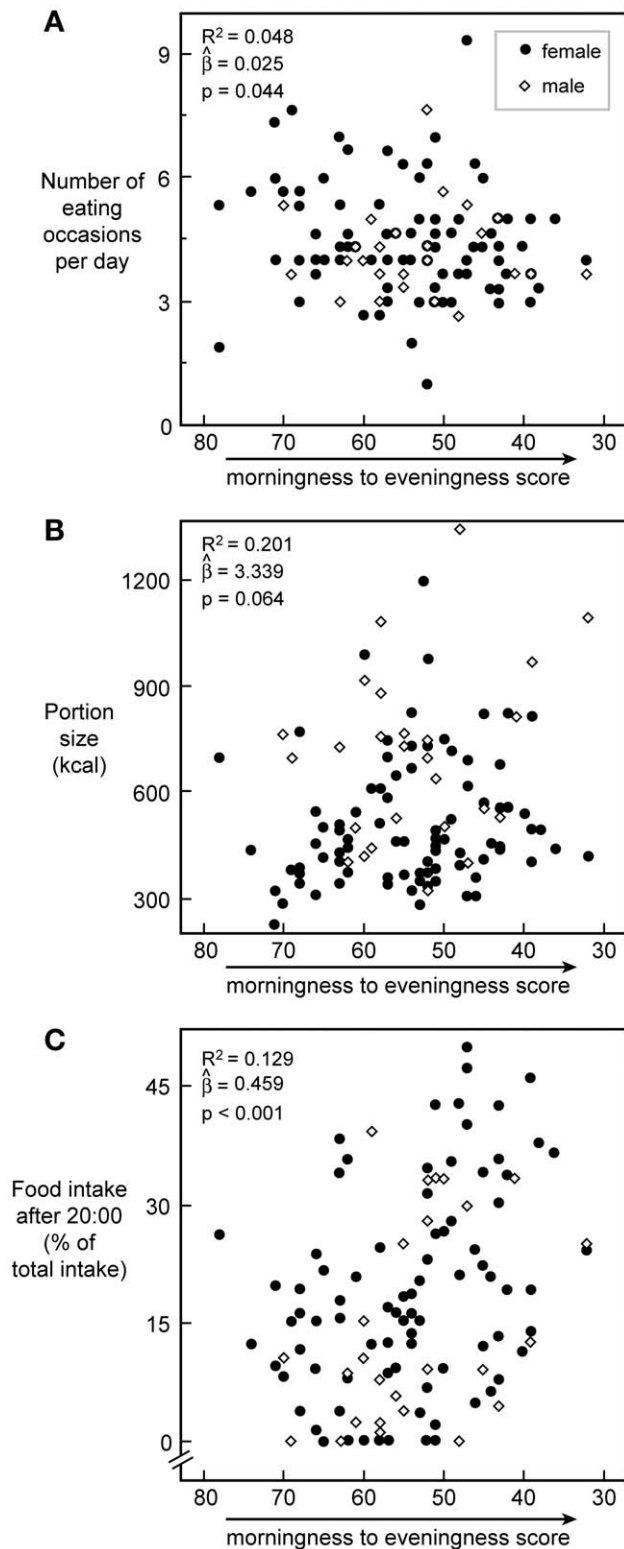 A
R² = 0.048
β̂ = 0.025
p = 0.044
female
male
Number of
eating
occasions
per day
9
6
3
0
80 70 60 50 40 30
morningness to eveningness score
B
R² = 0.201
β̂ = 3.339
p = 0.064
Portion
size
(kcal)
1200
900
600
300
80 70 60 50 40 30
morningness to eveningness score
C
R² = 0.129
β̂ = 0.459
p < 0.001
Food intake
after 20:00
(% of
total intake)
45
30
15
0
80 70 60 50 40 30
morningness to eveningness score